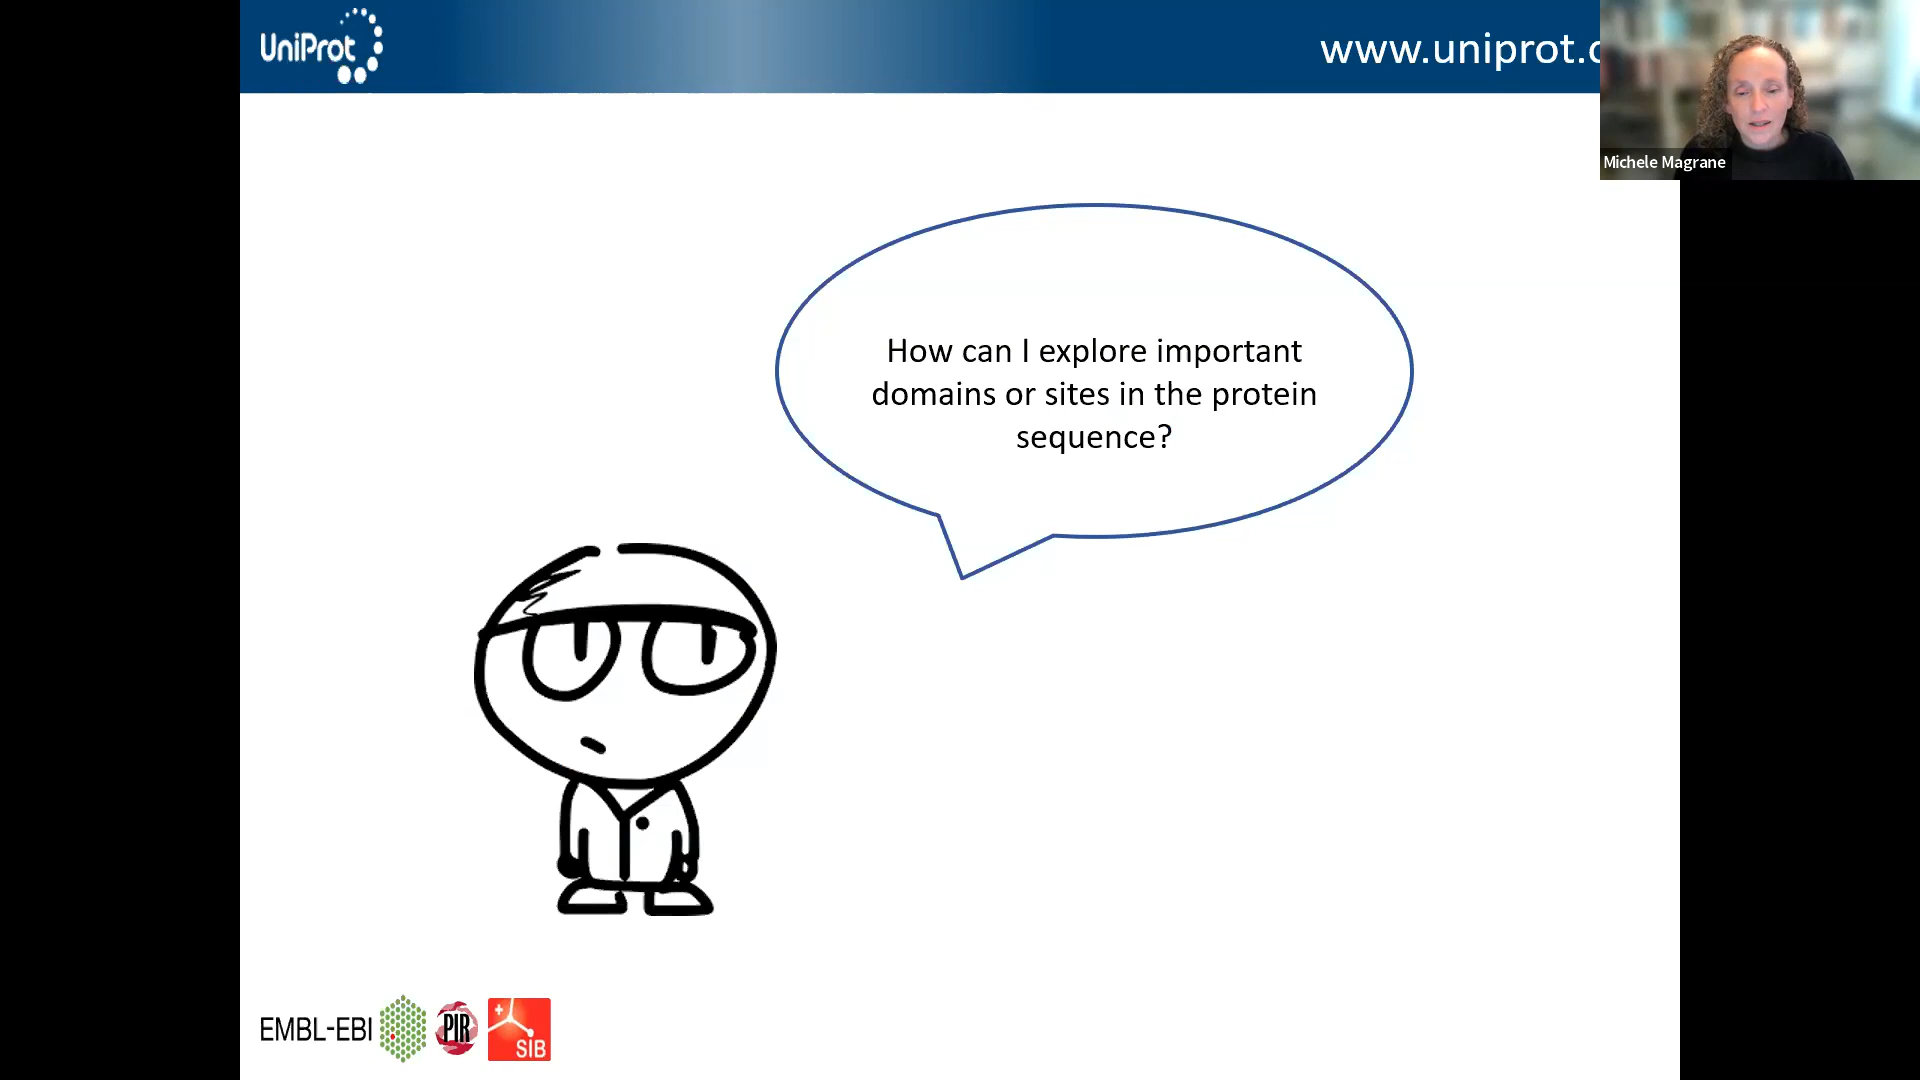 UniProt
www.uniprot.
Michele Magrane
How can I explore important
domains or sites in the protein
sequence?
EMBL-EBI
PIR
SIB